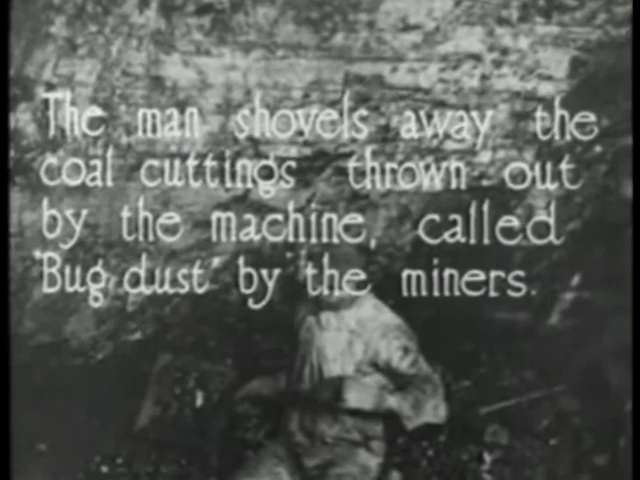 The man shovels away the
coal cuttings thrown out
by the machine, called
"Bug dust" by the miners.